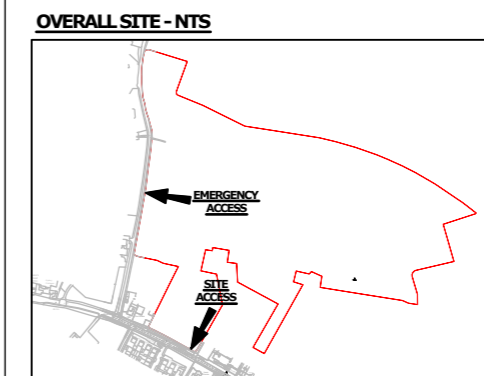 OVERALL SITE - NTS
EMERGENCY
ACCESS
SITE
ACCESS